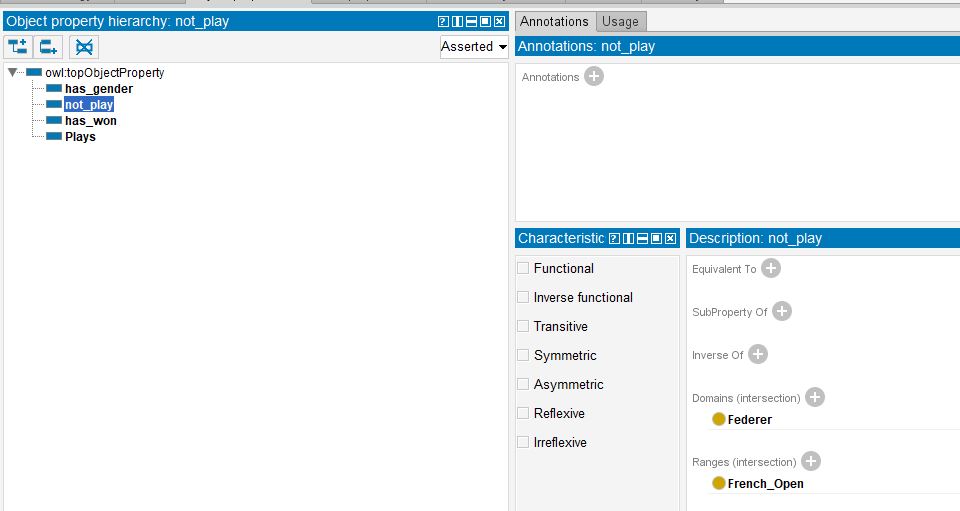 Object property hierarchy: not_play
Asserted
owl:topObjectProperty
has_gender
not_play
has_won
Plays
Annotations Usage
Annotations: not_play
Annotations
Characteristic
Functional
Inverse functional
Transitive
Symmetric
Asymmetric
Reflexive
Irreflexive
Description: not_play
Equivalent To
SubProperty Of
Inverse Of
Domains (intersection)
Federer
Ranges (intersection)
French_Open